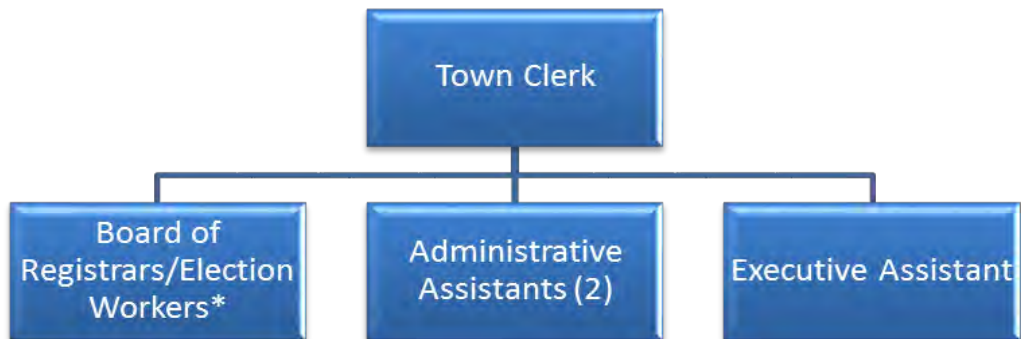 Town Clerk
Board of
Registrars/Election
Workers*
Administrative
Assistants (2)
Executive Assistant